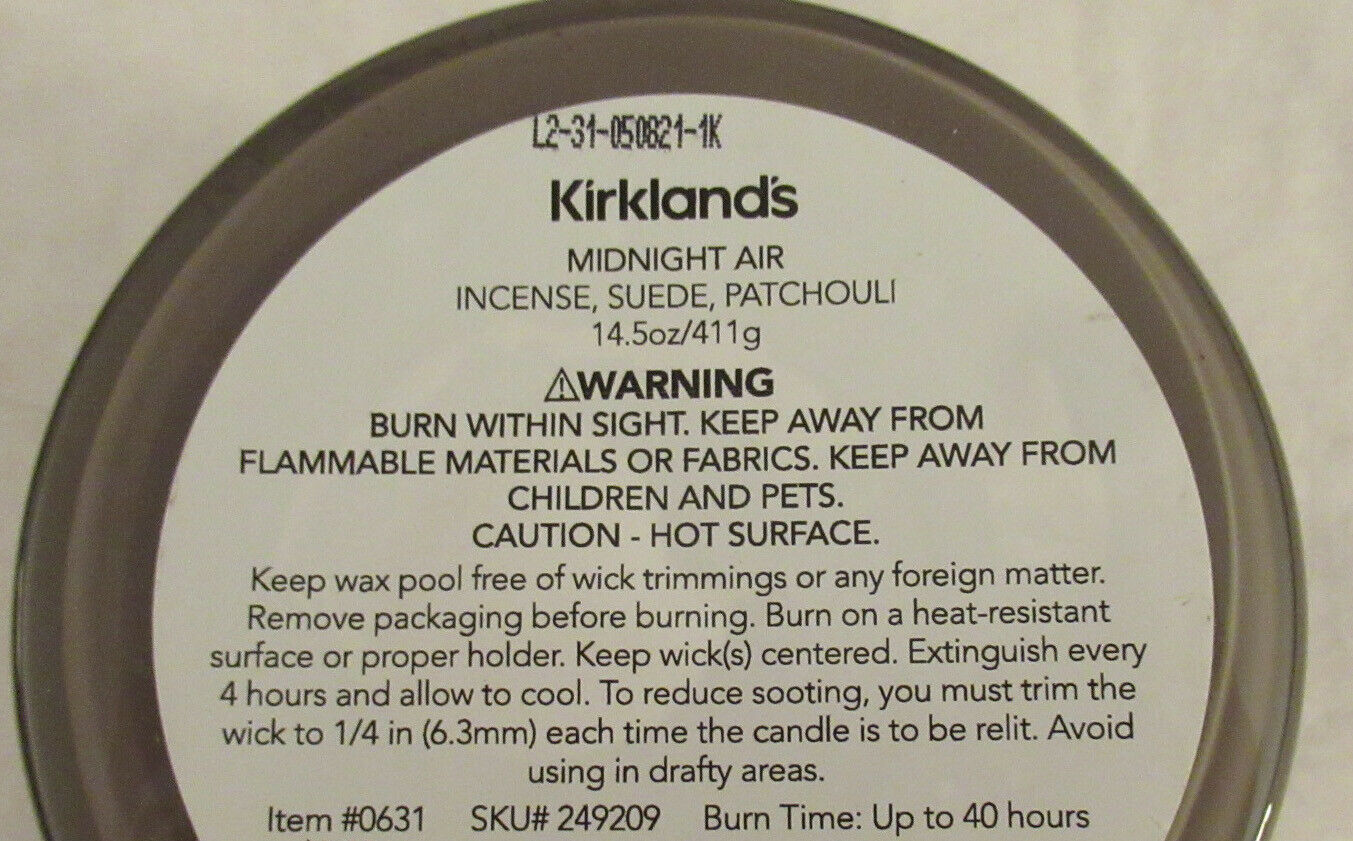 L2-31-050821-1K
Kirkland's
MIDNIGHT AIR
INCENSE, SUEDE, PATCHOULI
14.5oz/411g
⚠WARNING
BURN WITHIN SIGHT. KEEP AWAY FROM
FLAMMABLE MATERIALS OR FABRICS. KEEP AWAY FROM
CHILDREN AND PETS.
CAUTION - HOT SURFACE.
Keep wax pool free of wick trimmings or any foreign matter.
Remove packaging before burning. Burn on a heat-resistant
surface or proper holder. Keep wick(s) centered. Extinguish every
4 hours and allow to cool. To reduce sooting, you must trim the
wick to 1/4 in (6.3mm) each time the candle is to be relit. Avoid
using in drafty areas.
Item #0631 SKU# 249209 Burn Time: Up to 40 hours